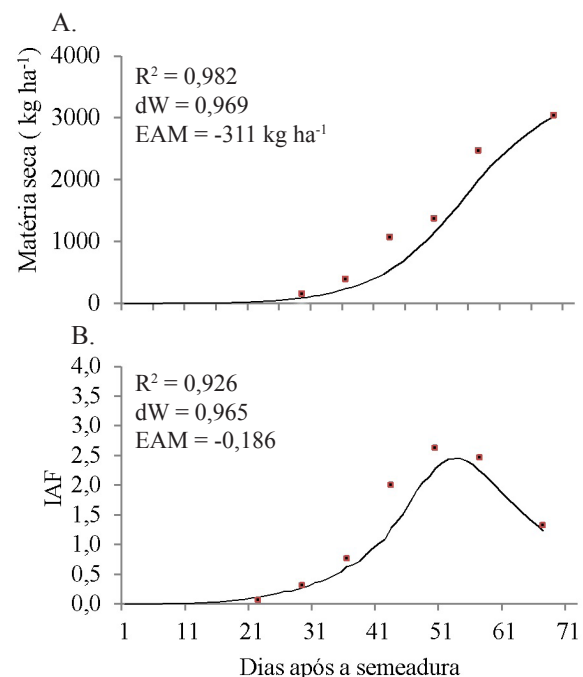 A.
4000
3000
2000
1000
0
Matéria seca ( kg ha⁻¹)
R² = 0,982
dW = 0,969
EAM = -311 kg ha⁻¹
B.
4,0
3,5
3,0
2,5
2,0
1,5
1,0
0,5
0,0
IAF
R² = 0,926
dW = 0,965
EAM = -0,186
1 11 21 31 41 51 61 71
Dias após a semeadura